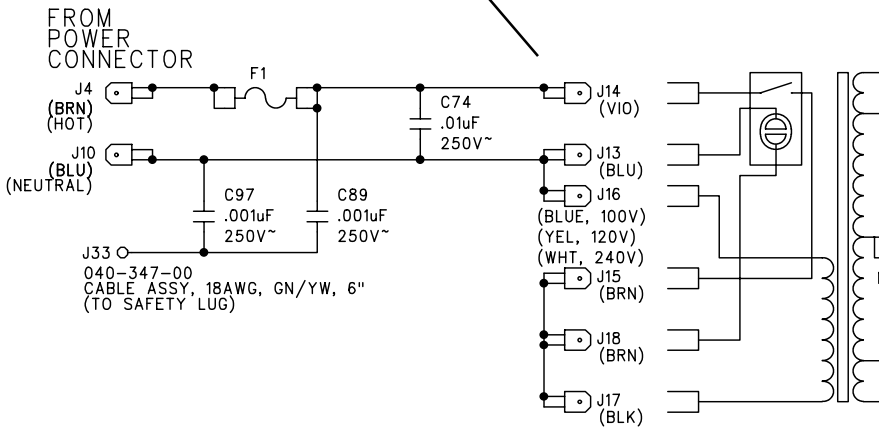 FROM
POWER
CONNECTOR
J4
(BRN)
(HOT)
F1
C74
.01uF
250V~
J14
(VIO)
J10
(BLU)
(NEUTRAL)
J13
(BLU)
C97
.001uF
250V~
C89
.001uF
250V~
J16
(BLUE, 100V)
(YEL, 120V)
(WHT, 240V)
J33
040-347-00
CABLE ASSY, 18AWG, GN/YW, 6"
(TO SAFETY LUG)
J15
(BRN)
J18
(BRN)
J17
(BLK)